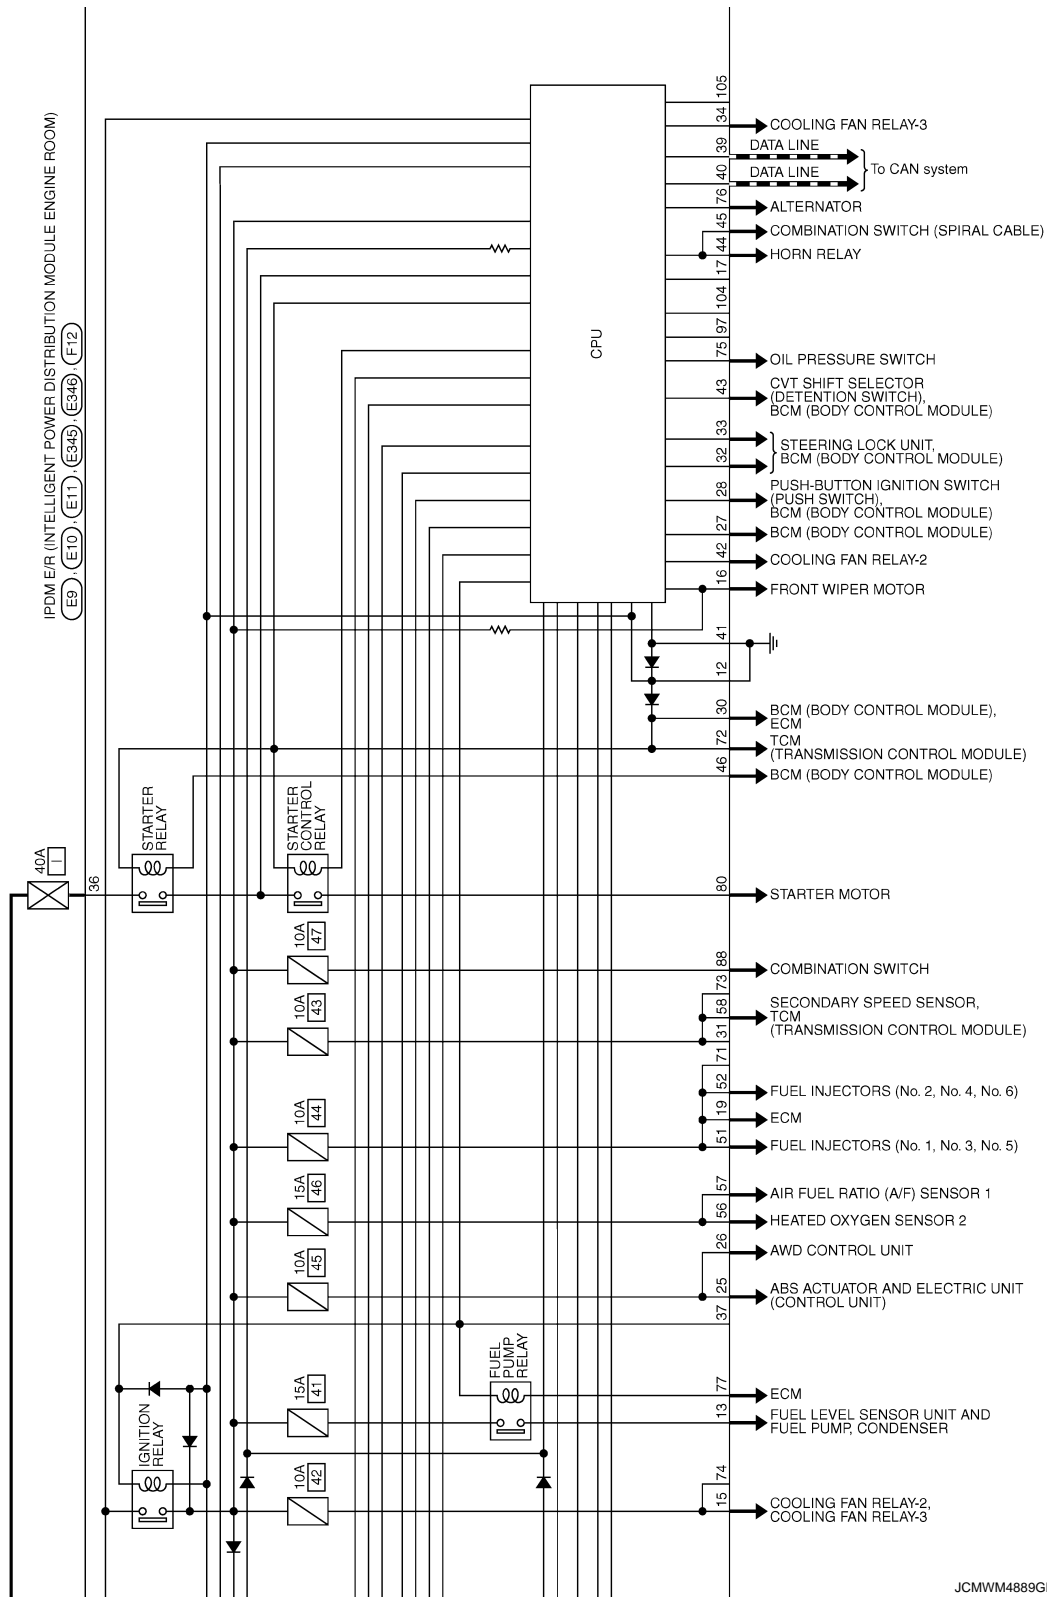 IPDM E/R (INTELLIGENT POWER DISTRIBUTION MODULE ENGINE ROOM)
E9 , E10 , E11 , E345 , E346 , F12
CPU
105
34
COOLING FAN RELAY-3
39
DATA LINE
40
DATA LINE
To CAN system
76
ALTERNATOR
45
COMBINATION SWITCH (SPIRAL CABLE)
44
HORN RELAY
17
104
97
75
OIL PRESSURE SWITCH
43
CVT SHIFT SELECTOR
(DETENTION SWITCH),
BCM (BODY CONTROL MODULE)
33
32
STEERING LOCK UNIT,
BCM (BODY CONTROL MODULE)
28
PUSH-BUTTON IGNITION SWITCH
(PUSH SWITCH),
BCM (BODY CONTROL MODULE)
27
BCM (BODY CONTROL MODULE)
42
COOLING FAN RELAY-2
16
FRONT WIPER MOTOR
41
12
30
BCM (BODY CONTROL MODULE),
ECM
72
TCM
(TRANSMISSION CONTROL MODULE)
46
BCM (BODY CONTROL MODULE)
STARTER
RELAY
STARTER
CONTROL
RELAY
40A
I
36
80
STARTER MOTOR
10A
47
88
COMBINATION SWITCH
10A
43
73
58
31
SECONDARY SPEED SENSOR,
TCM
(TRANSMISSION CONTROL MODULE)
71
52
FUEL INJECTORS (No. 2, No. 4, No. 6)
19
ECM
10A
44
51
FUEL INJECTORS (No. 1, No. 3, No. 5)
57
AIR FUEL RATIO (A/F) SENSOR 1
15A
46
56
HEATED OXYGEN SENSOR 2
26
AWD CONTROL UNIT
10A
45
25
ABS ACTUATOR AND ELECTRIC UNIT
(CONTROL UNIT)
37
FUEL
PUMP
RELAY
77
ECM
15A
41
13
FUEL LEVEL SENSOR UNIT AND
FUEL PUMP, CONDENSER
IGNITION
RELAY
10A
42
74
15
COOLING FAN RELAY-2,
COOLING FAN RELAY-3